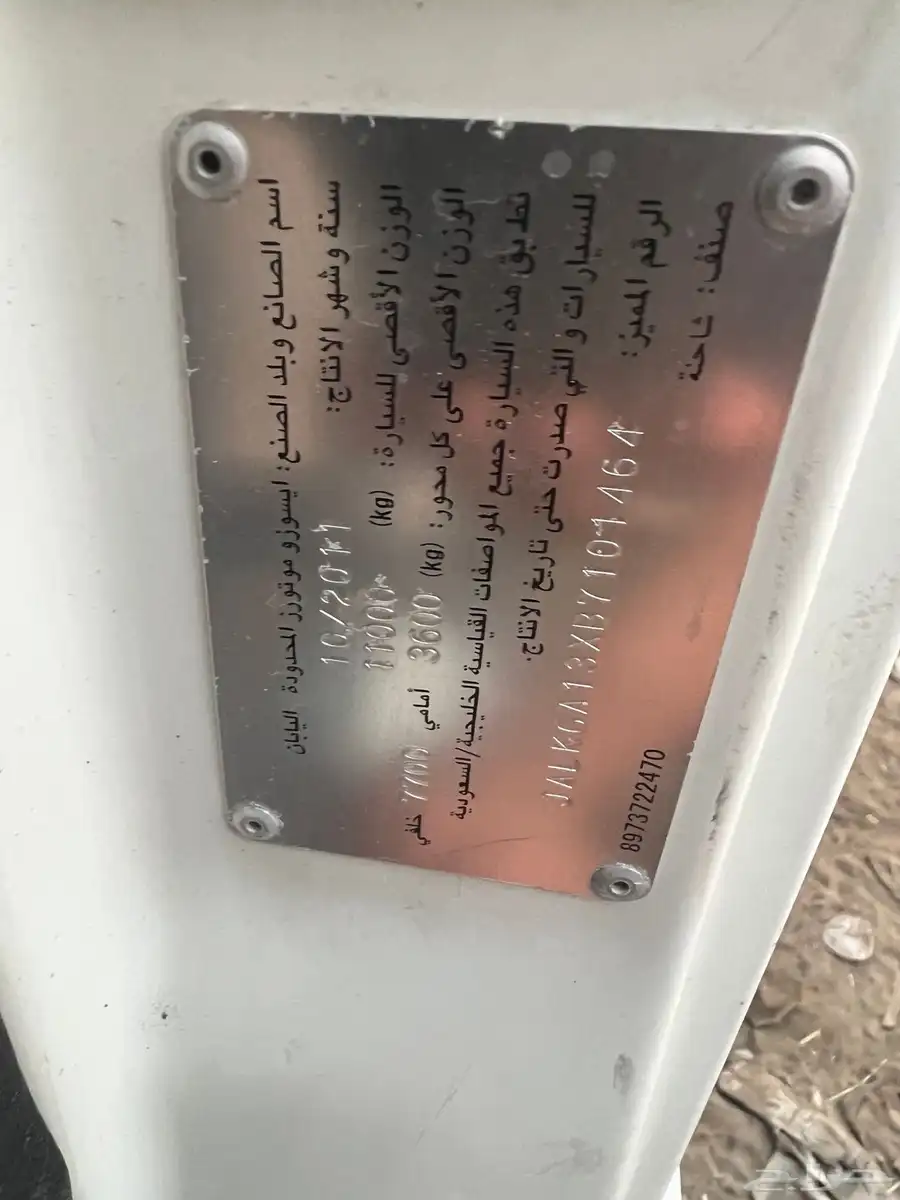 اسم الصانع وبلد الصنع: ايسوزو موتورز المحدودة اليابان
سنة وشهر الانتاج: 10/2011
الوزن الأقصى للسيارة: (kg) 11000
الوزن الأقصى على كل محور: (kg) 3600 أمامي 7700 خلفي
تطبق هذه السيارة جميع المواصفات القياسية الخليجية/السعودية
للسيارات والتي صدرت حتى تاريخ الانتاج.
الرقم المميز:
صنف: شاحنة
8973722470
حراج